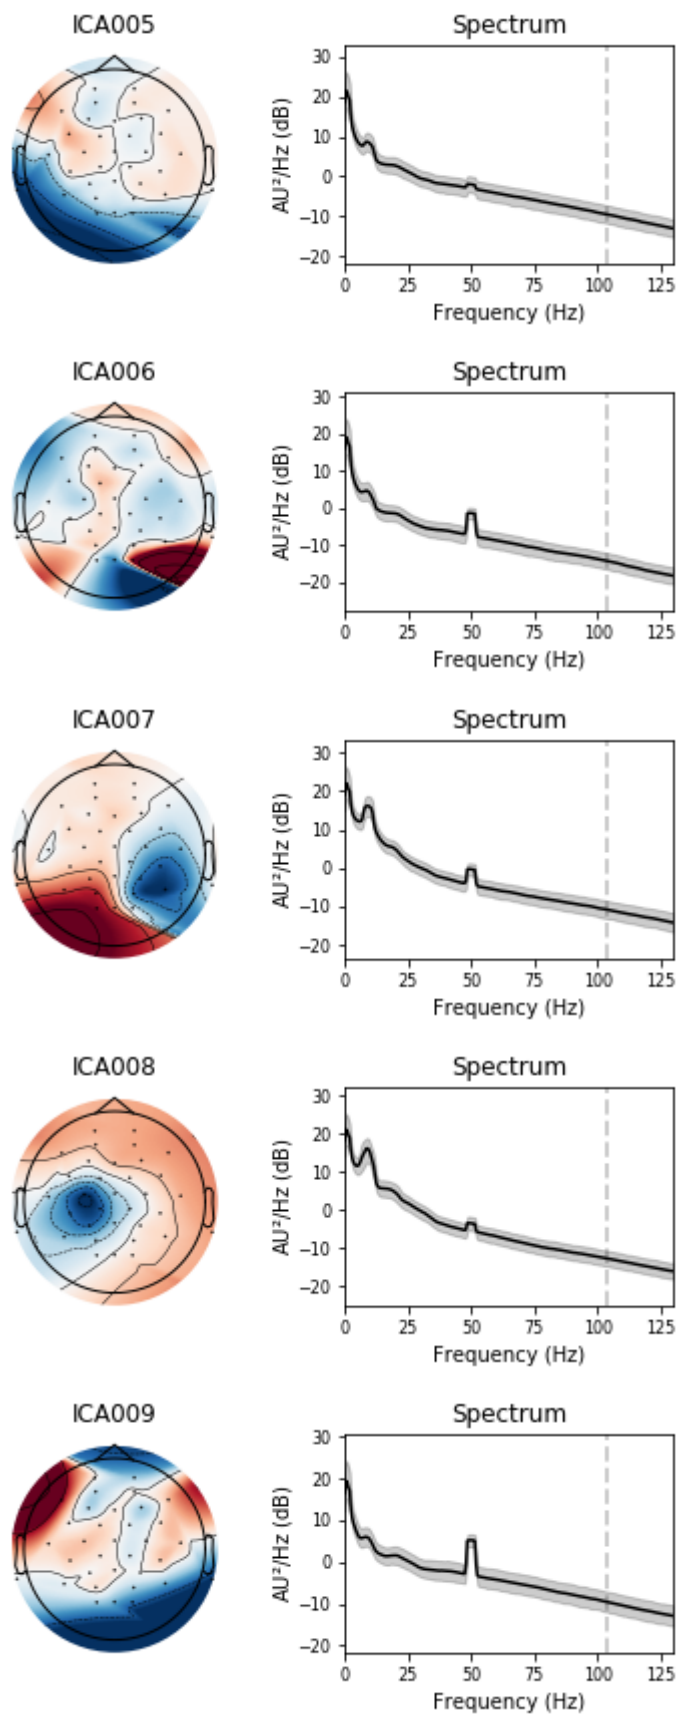 ICA005 Spectrum
30
20
10
0
−10
−20
AU²/Hz (dB)
0 25 50 75 100 125
Frequency (Hz)
ICA006 Spectrum
30
20
10
0
−10
−20
AU²/Hz (dB)
0 25 50 75 100 125
Frequency (Hz)
ICA007 Spectrum
30
20
10
0
−10
−20
AU²/Hz (dB)
0 25 50 75 100 125
Frequency (Hz)
ICA008 Spectrum
30
20
10
0
−10
−20
AU²/Hz (dB)
0 25 50 75 100 125
Frequency (Hz)
ICA009 Spectrum
30
20
10
0
−10
−20
AU²/Hz (dB)
0 25 50 75 100 125
Frequency (Hz)